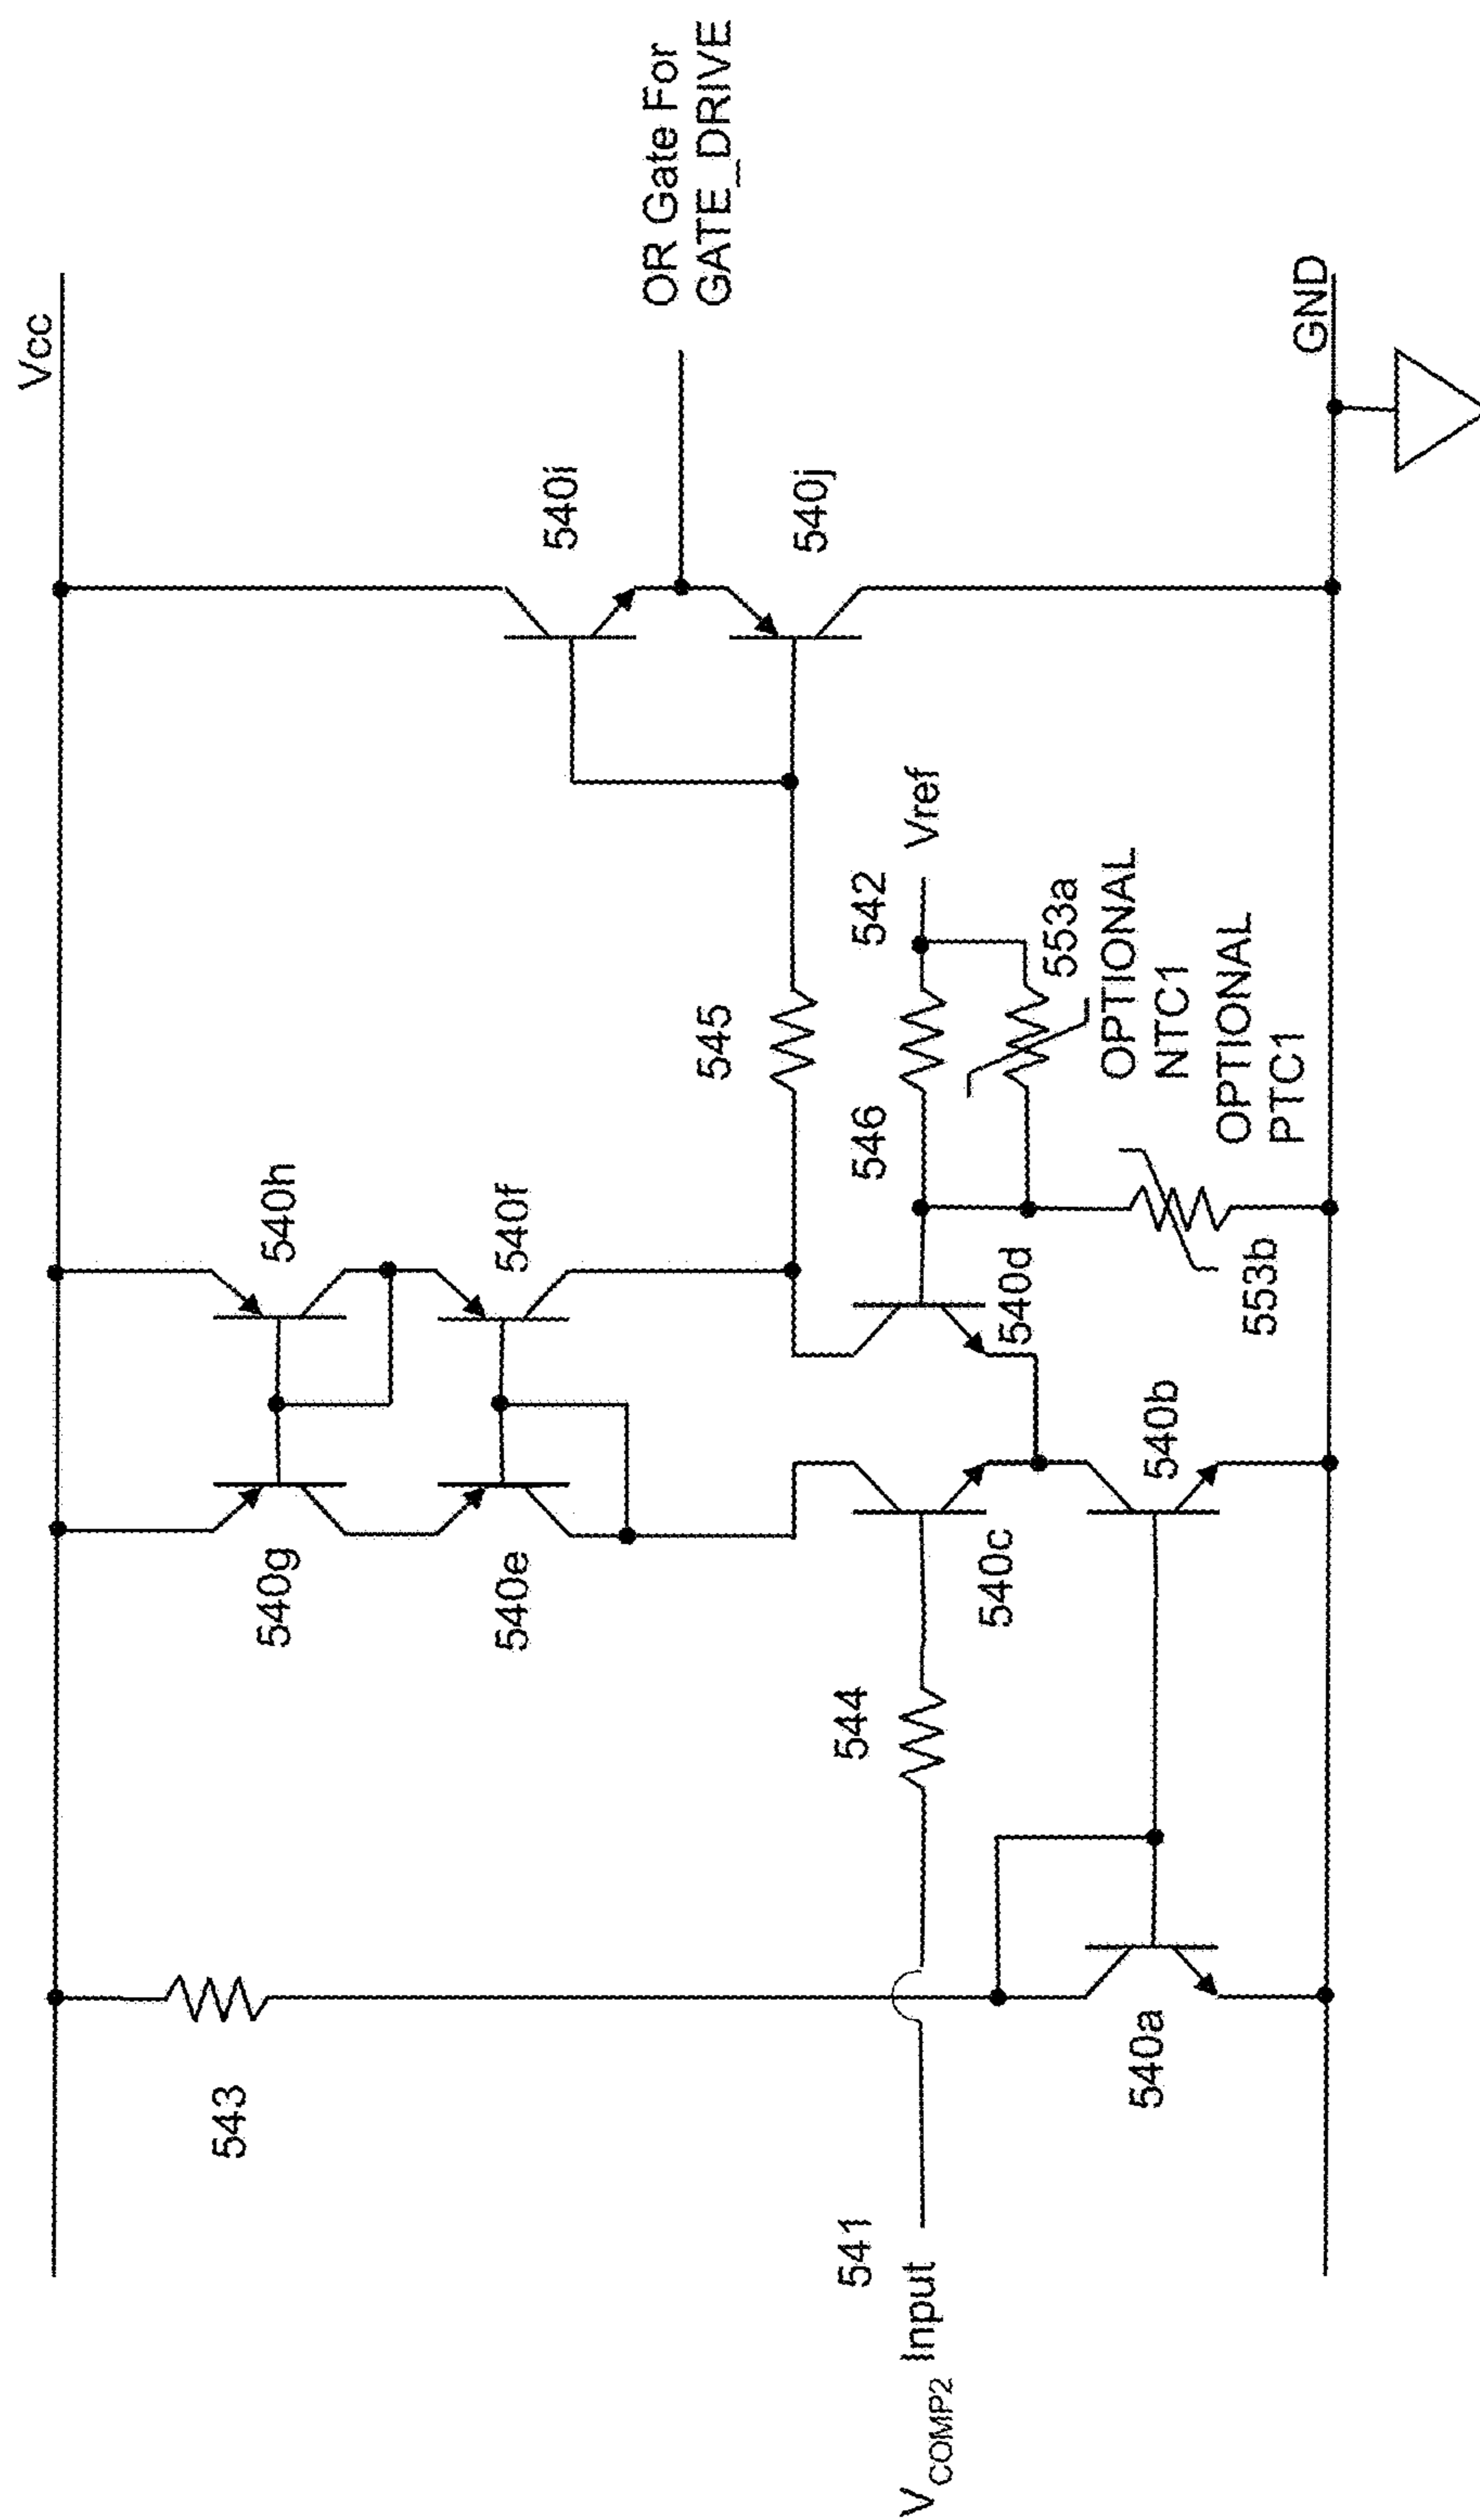 Vcc
543
540g
540h
540e
540f
540i
OR Gate For
GATE_DRIVE
540j
545
541
V_COMP2 Input
544
546
542
Vref
540c
540d
553a
OPTIONAL
NTC1
OPTIONAL
PTC1
540a
540b
553b
GND